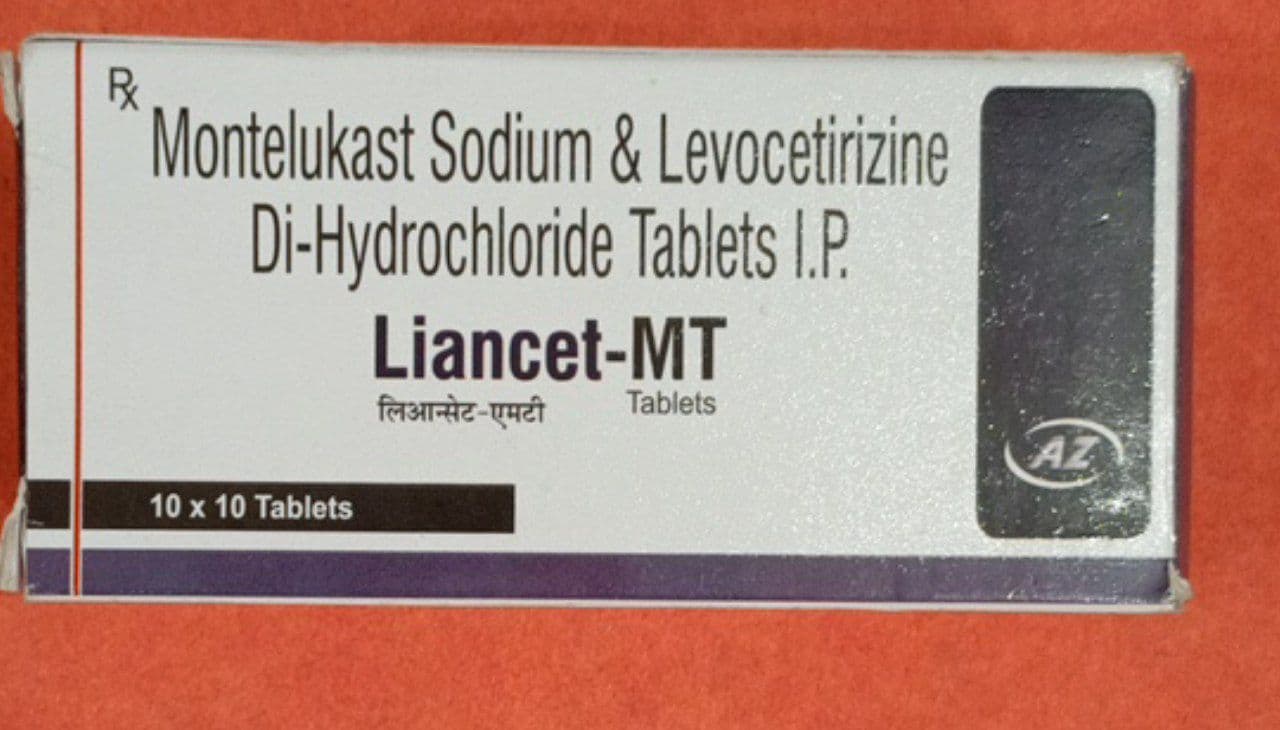 Rx
Montelukast Sodium & Levocetirizine
Di-Hydrochloride Tablets I.P.
Liancet-MT
लिआन्सेट-एमटी Tablets
10 x 10 Tablets
AZ